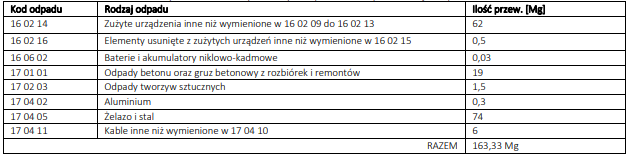 Kod odpadu Rodzaj odpadu Ilość przew. [Mg]
16 02 14 Zużyte urządzenia inne niż wymienione w 16 02 09 do 16 02 13 62
16 02 16 Elementy usunięte z zużytych urządzeń inne niż wymienione w 16 02 15 0,5
16 06 02 Baterie i akumulatory niklowo-kadmowe 0,03
17 01 01 Odpady betonu oraz gruz betonowy z rozbiórek i remontów 19
17 02 03 Odpady tworzyw sztucznych 1,5
17 04 02 Aluminium 0,3
17 04 05 Żelazo i stal 74
17 04 11 Kable inne niż wymienione w 17 04 10 6
RAZEM 163,33 Mg